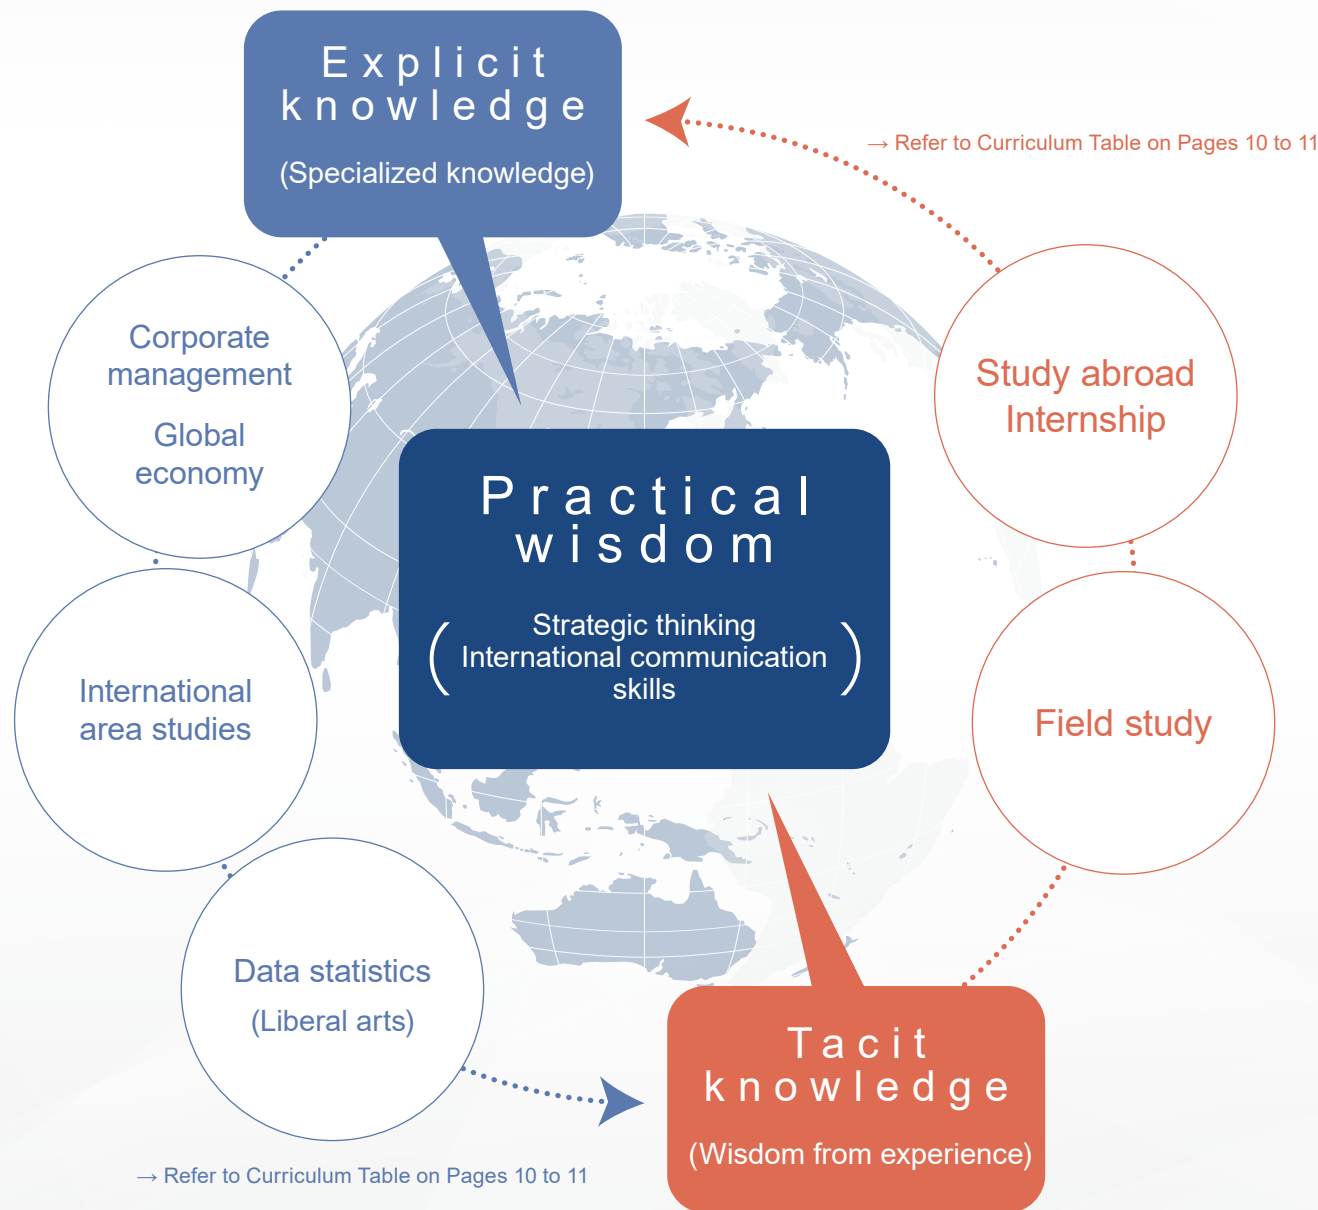 Explicit
knowledge
(Specialized knowledge)
→ Refer to Curriculum Table on Pages 10 to 11
Corporate
management
Global
economy
Study abroad
Internship
Practical
wisdom
(Strategic thinking
International communication
skills)
International
area studies
Field study
Data statistics
(Liberal arts)
Tacit
knowledge
(Wisdom from experience)
→ Refer to Curriculum Table on Pages 10 to 11